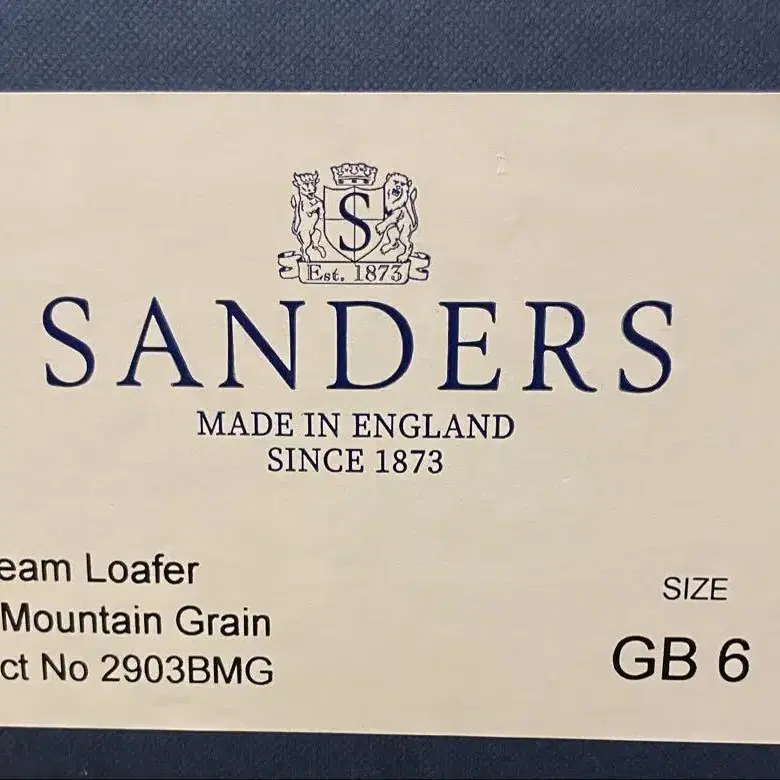 S
Est. 1873
SANDERS
MADE IN ENGLAND
SINCE 1873
eam Loafer
Mountain Grain
ct No 2903BMG
SIZE
GB 6